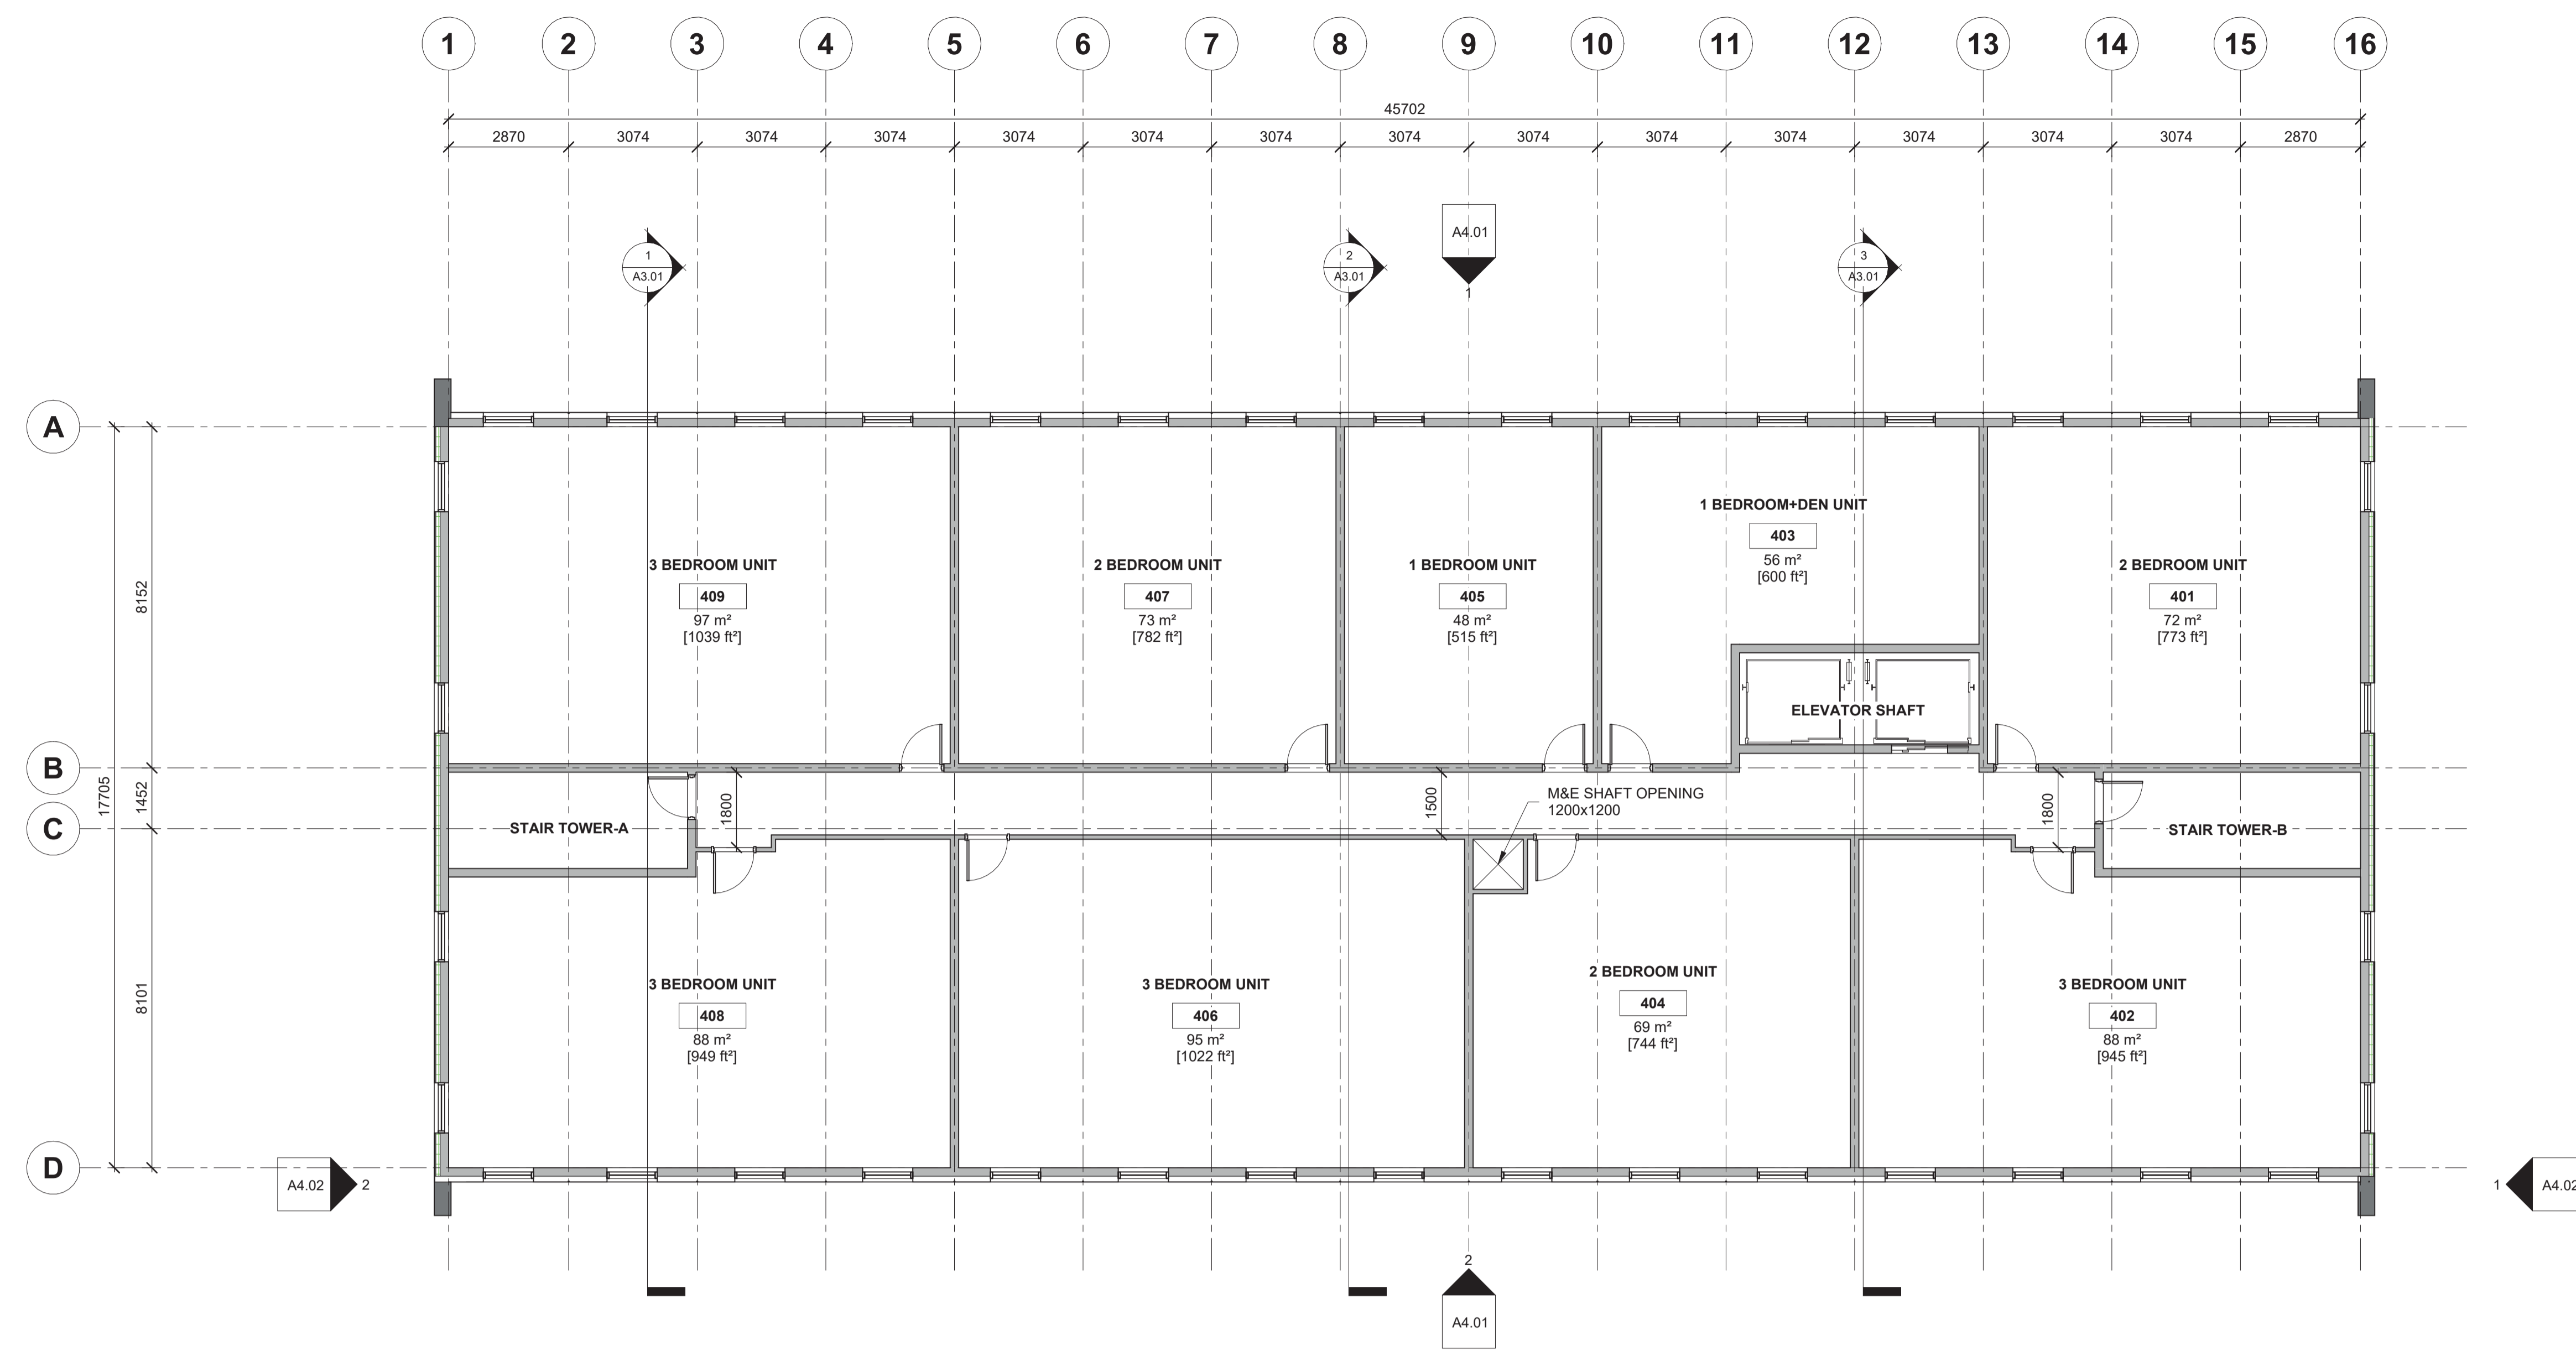 1 2 3 4 5 6 7 8 9 10 11 12 13 14 15 16
45702
2870 3074 3074 3074 3074 3074 3074 3074 3074 3074 3074 3074 3074 3074 2870
A4.01
1
1
A3.01
2
A3.01
3
A3.01
A
B
C
D
17705
8152
1452
8101
3 BEDROOM UNIT
409
97 m²
[1039 ft²]
2 BEDROOM UNIT
407
73 m²
[782 ft²]
1 BEDROOM UNIT
405
48 m²
[515 ft²]
1 BEDROOM+DEN UNIT
403
56 m²
[600 ft²]
2 BEDROOM UNIT
401
72 m²
[773 ft²]
ELEVATOR SHAFT
STAIR TOWER-A
1800
1500
M&E SHAFT OPENING
1200x1200
1800
STAIR TOWER-B
3 BEDROOM UNIT
408
88 m²
[949 ft²]
3 BEDROOM UNIT
406
95 m²
[1022 ft²]
2 BEDROOM UNIT
404
69 m²
[744 ft²]
3 BEDROOM UNIT
402
88 m²
[945 ft²]
A4.02 2
1 A4.02
2
A4.01